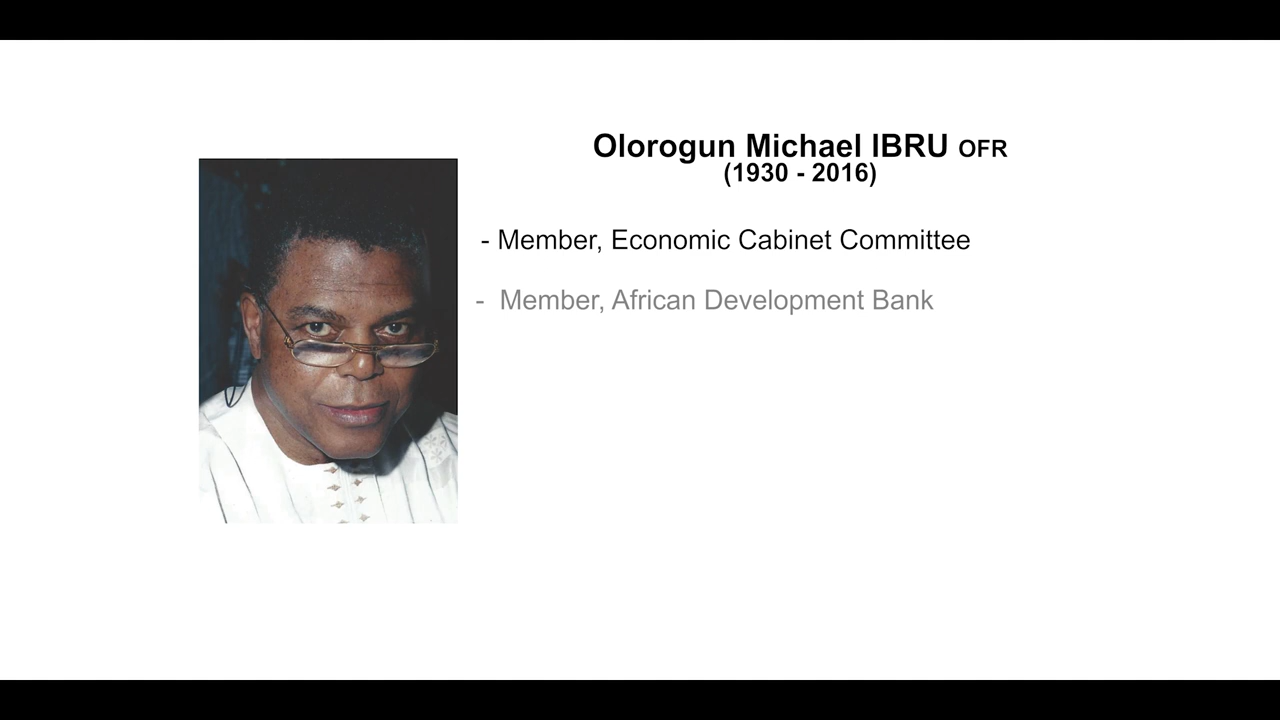 Olorogun Michael IBRU OFR
(1930 - 2016)
- Member, Economic Cabinet Committee
- Member, African Development Bank